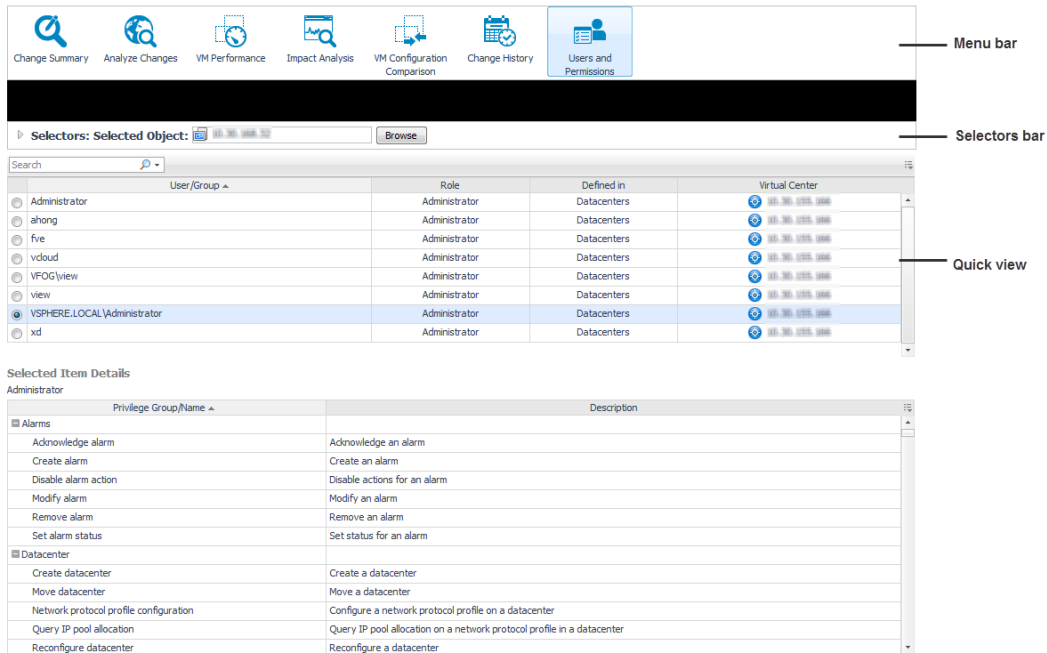 Change Summary Analyze Changes VM Performance Impact Analysis VM Configuration Comparison Change History Users and Permissions
Menu bar
Selectors: Selected Object: Browse
Selectors bar
Search
User/Group Role Defined in Virtual Center
Administrator Administrator Datacenters
ahong Administrator Datacenters
fve Administrator Datacenters
vcloud Administrator Datacenters
Quick view
VFOG\view Administrator Datacenters
view Administrator Datacenters
VSPHERE.LOCAL\Administrator Administrator Datacenters
xd Administrator Datacenters
Selected Item Details
Administrator
Privilege Group/Name Description
Alarms
Acknowledge alarm Acknowledge an alarm
Create alarm Create an alarm
Disable alarm action Disable actions for an alarm
Modify alarm Modify an alarm
Remove alarm Remove an alarm
Set alarm status Set status for an alarm
Datacenter
Create datacenter Create a datacenter
Move datacenter Move a datacenter
Network protocol profile configuration Configure a network protocol profile on a datacenter
Query IP pool allocation Query IP pool allocation on a network protocol profile in a datacenter
Reconfigure datacenter Reconfigure a datacenter